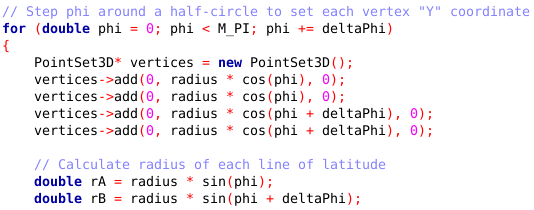 // Step phi around a half-circle to set each vertex "Y" coordinate
for (double phi = 0; phi < M_PI; phi += deltaPhi)
{
    PointSet3D* vertices = new PointSet3D();
    vertices->add(0, radius * cos(phi), 0);
    vertices->add(0, radius * cos(phi), 0);
    vertices->add(0, radius * cos(phi + deltaPhi), 0);
    vertices->add(0, radius * cos(phi + deltaPhi), 0);

    // Calculate radius of each line of latitude
    double rA = radius * sin(phi);
    double rB = radius * sin(phi + deltaPhi);